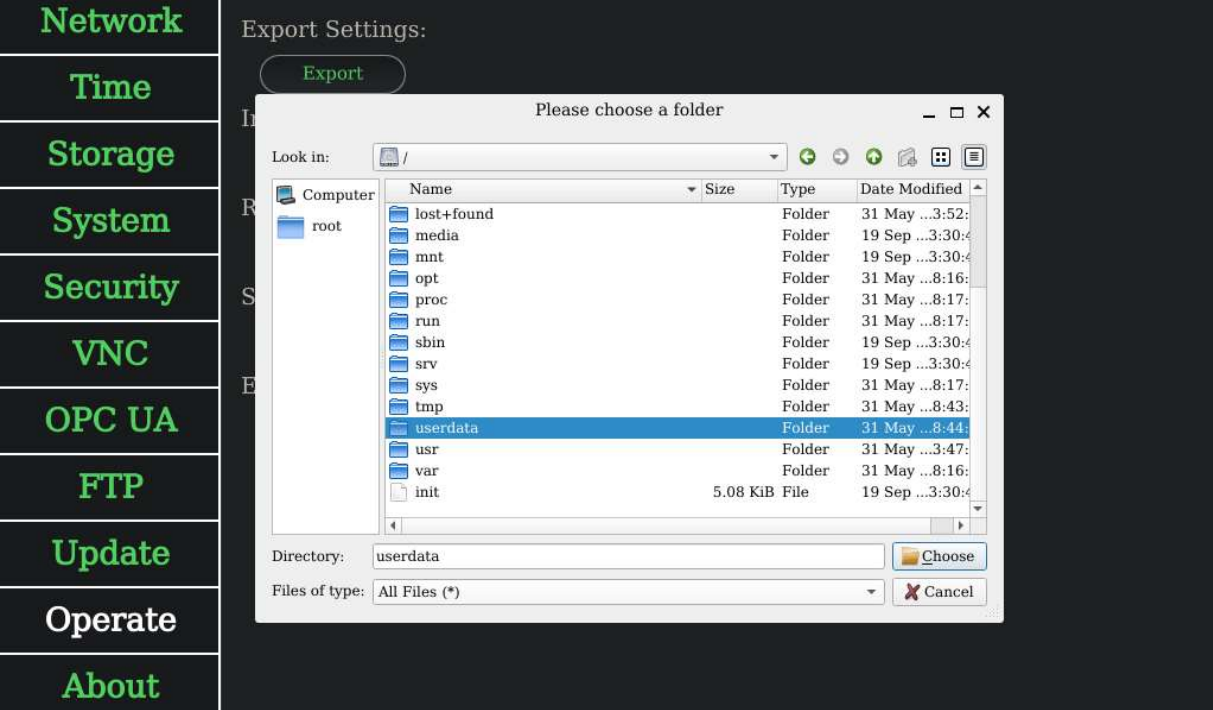 Network
Time
Storage
System
Security
VNC
OPC UA
FTP
Update
Operate
About
Export Settings:
Export
Please choose a folder
Look in:
/
Computer
root
Name Size Type Date Modified
lost+found Folder 31 May ...3:52:
media Folder 19 Sep ...3:30:4
mnt Folder 19 Sep ...3:30:4
opt Folder 31 May ...8:16:
proc Folder 31 May ...8:17:
run Folder 31 May ...8:17:
sbin Folder 19 Sep ...3:30:4
srv Folder 19 Sep ...3:30:4
sys Folder 31 May ...8:17:
tmp Folder 31 May ...8:43:
userdata Folder 31 May ...8:44:
usr Folder 31 May ...3:47:
var Folder 31 May ...8:16:
init 5.08 KiB File 19 Sep ...3:30:4
Directory: userdata Choose
Files of type: All Files (*) Cancel